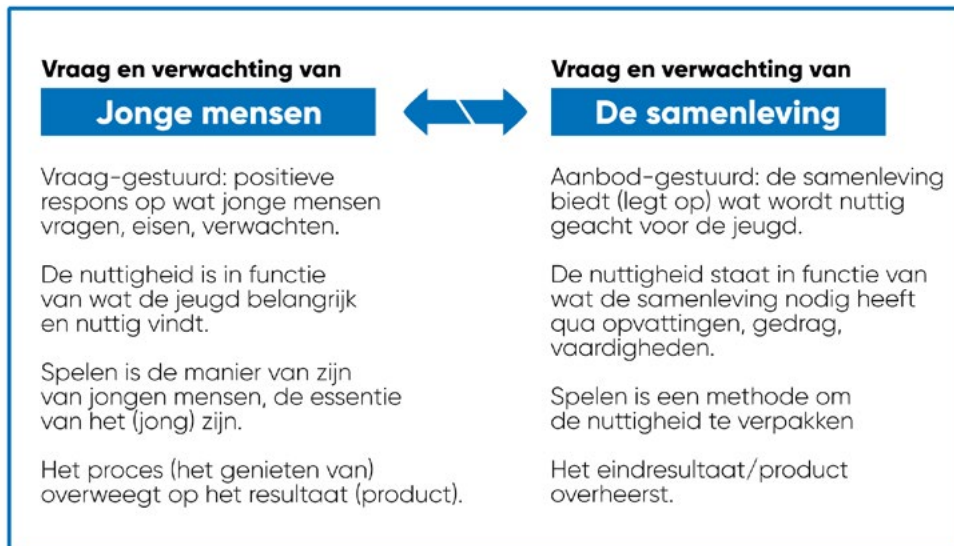 Vraag en verwachting van
Jonge mensen
Vraag-gestuurd: positieve
respons op wat jonge mensen
vragen, eisen, verwachten.
De nuttigheid is in functie
van wat de jeugd belangrijk
en nuttig vindt.
Spelen is de manier van zijn
van jongen mensen, de essentie
van het (jong) zijn.
Het proces (het genieten van)
overweegt op het resultaat (product).
Vraag en verwachting van
De samenleving
Aanbod-gestuurd: de samenleving
biedt (legt op) wat wordt nuttig
geacht voor de jeugd.
De nuttigheid staat in functie van
wat de samenleving nodig heeft
qua opvattingen, gedrag,
vaardigheden.
Spelen is een methode om
de nuttigheid te verpakken
Het eindresultaat/product
overheerst.